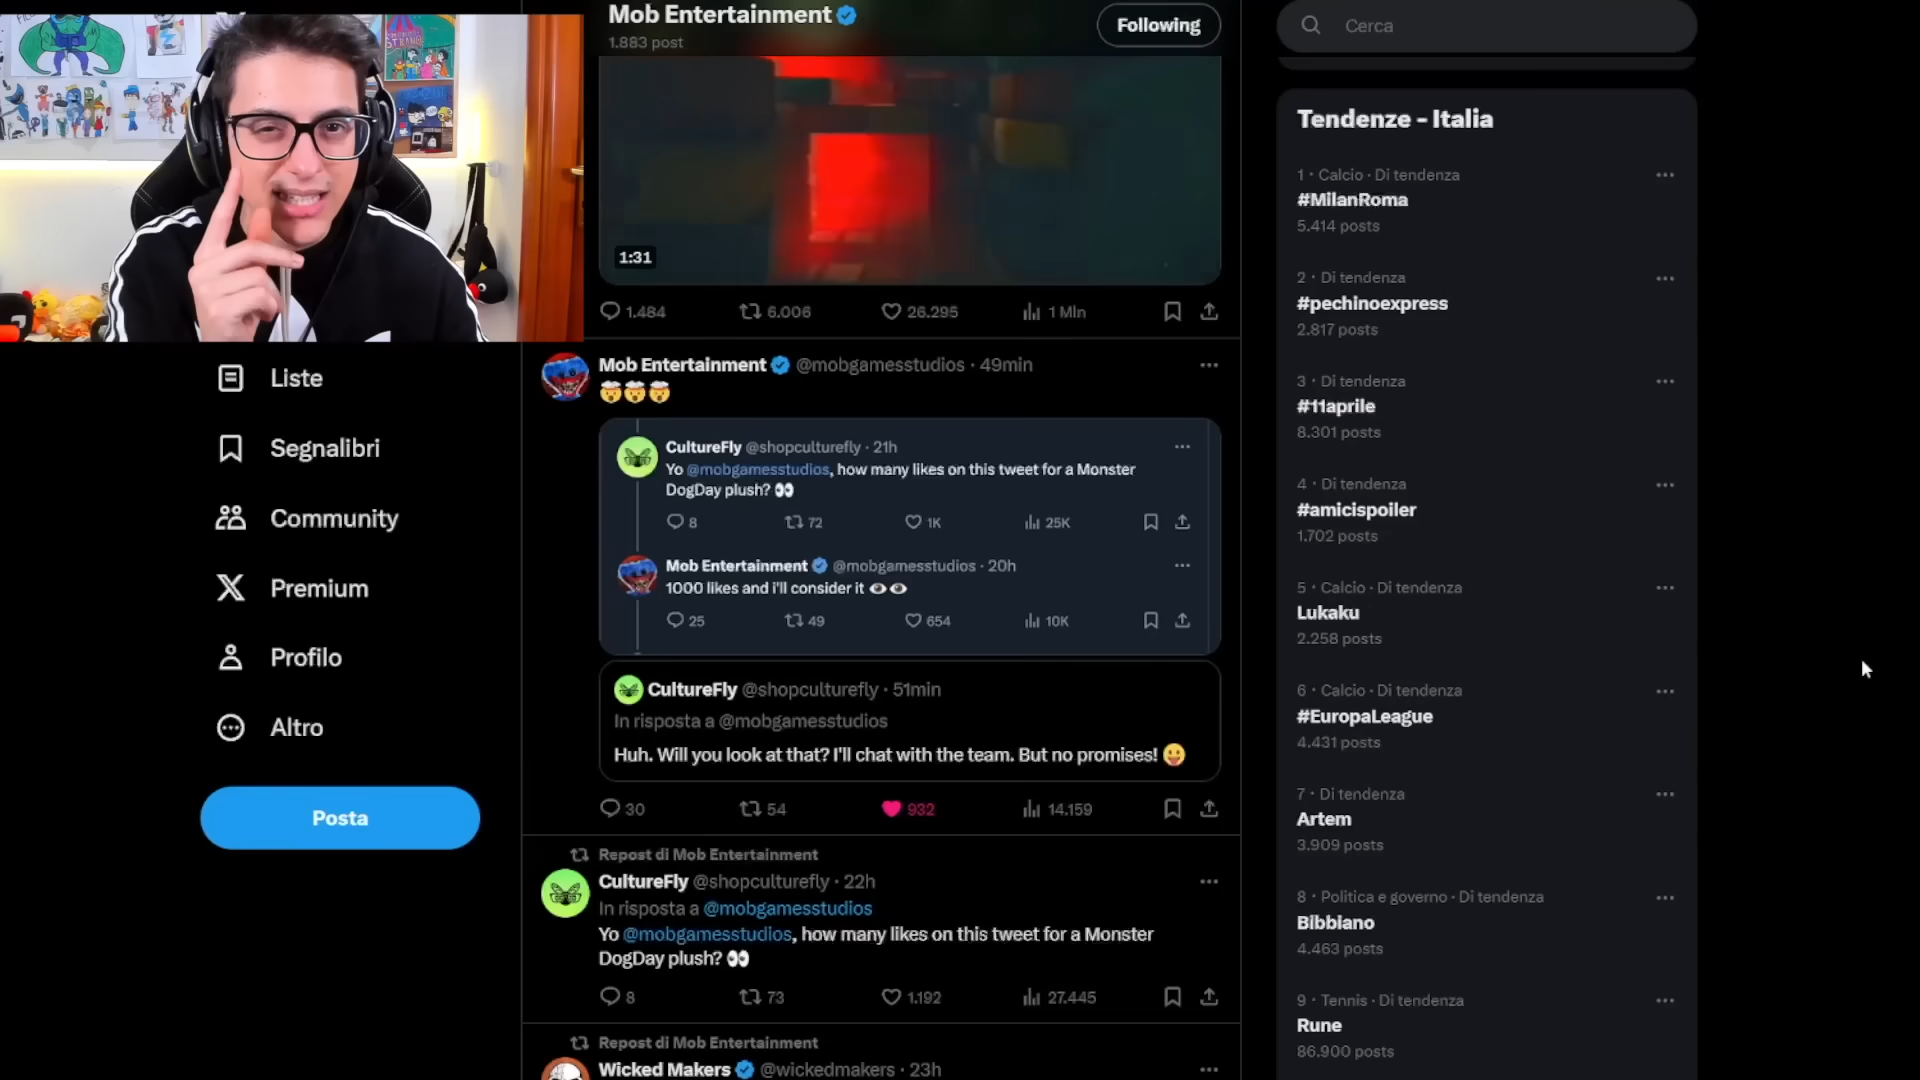 Mob Entertainment
1.883 post
Following
1:31
1.484
6.006
26.295
1 Mln
Liste
Segnalibri
Community
Premium
Profilo
Altro
Posta
Mob Entertainment @mobgamesstudios · 49min
🤯🤯🤯
CultureFly @shopculturefly · 21h
Yo @mobgamesstudios, how many likes on this tweet for a Monster
DogDay plush? 👀
8
72
1K
25K
Mob Entertainment @mobgamesstudios · 20h
1000 likes and i'll consider it 👁👁
25
49
654
10K
CultureFly @shopculturefly · 51min
In risposta a @mobgamesstudios
Huh. Will you look at that? I'll chat with the team. But no promises! 😛
30
54
932
14.159
Repost di Mob Entertainment
CultureFly @shopculturefly · 22h
In risposta a @mobgamesstudios
Yo @mobgamesstudios, how many likes on this tweet for a Monster
DogDay plush? 👀
8
73
1.192
27.445
Repost di Mob Entertainment
Wicked Makers @wickedmakers · 23h
Cerca
Tendenze - Italia
1 · Calcio · Di tendenza
#MilanRoma
5.414 posts
2 · Di tendenza
#pechinoexpress
2.817 posts
3 · Di tendenza
#11aprile
8.301 posts
4 · Di tendenza
#amicispoiler
1.702 posts
5 · Calcio · Di tendenza
Lukaku
2.258 posts
6 · Calcio · Di tendenza
#EuropaLeague
4.431 posts
7 · Di tendenza
Artem
3.909 posts
8 · Politica e governo · Di tendenza
Bibbiano
4.463 posts
9 · Tennis · Di tendenza
Rune
86.900 posts